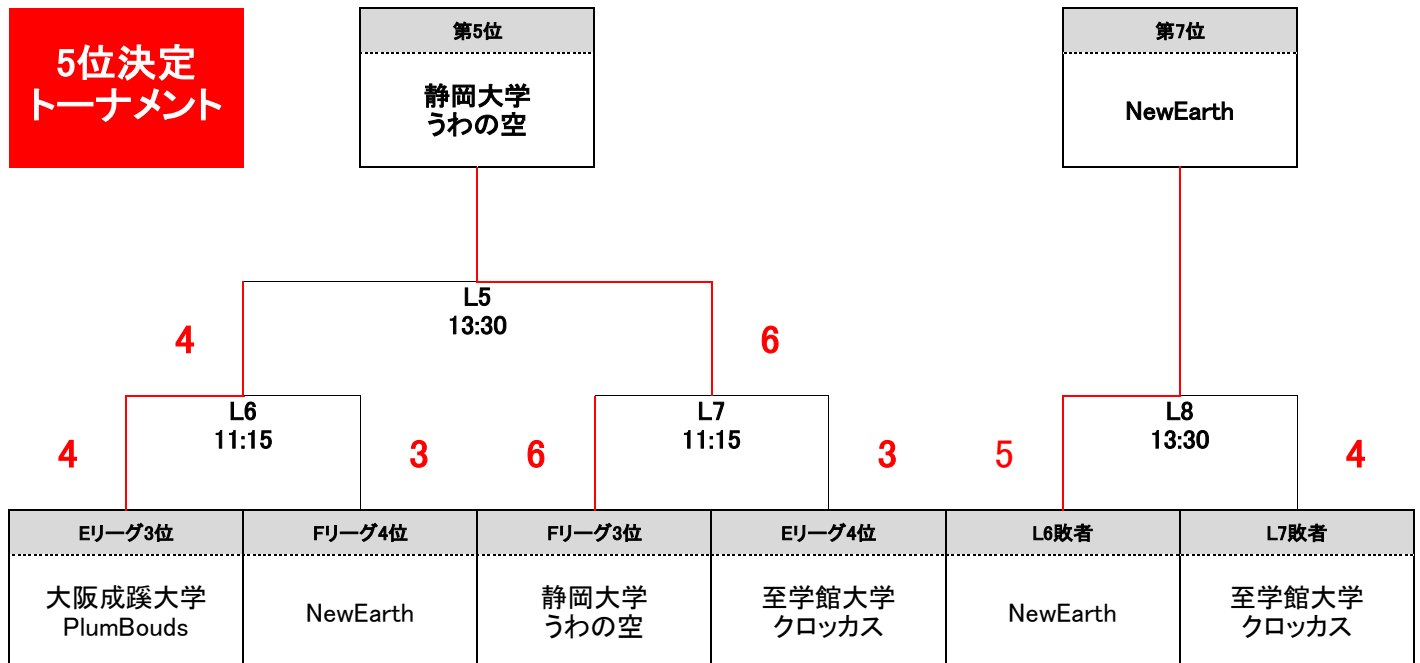 5位決定
トーナメント
第5位
静岡大学
うわの空
第7位
NewEarth
L5
13:30
4
6
L6
11:15
4
3
L7
11:15
6
3
L8
13:30
5
4
Eリーグ3位
Fリーグ4位
Fリーグ3位
Eリーグ4位
L6敗者
L7敗者
大阪成蹊大学
PlumBouds
NewEarth
静岡大学
うわの空
至学館大学
クロッカス
NewEarth
至学館大学
クロッカス